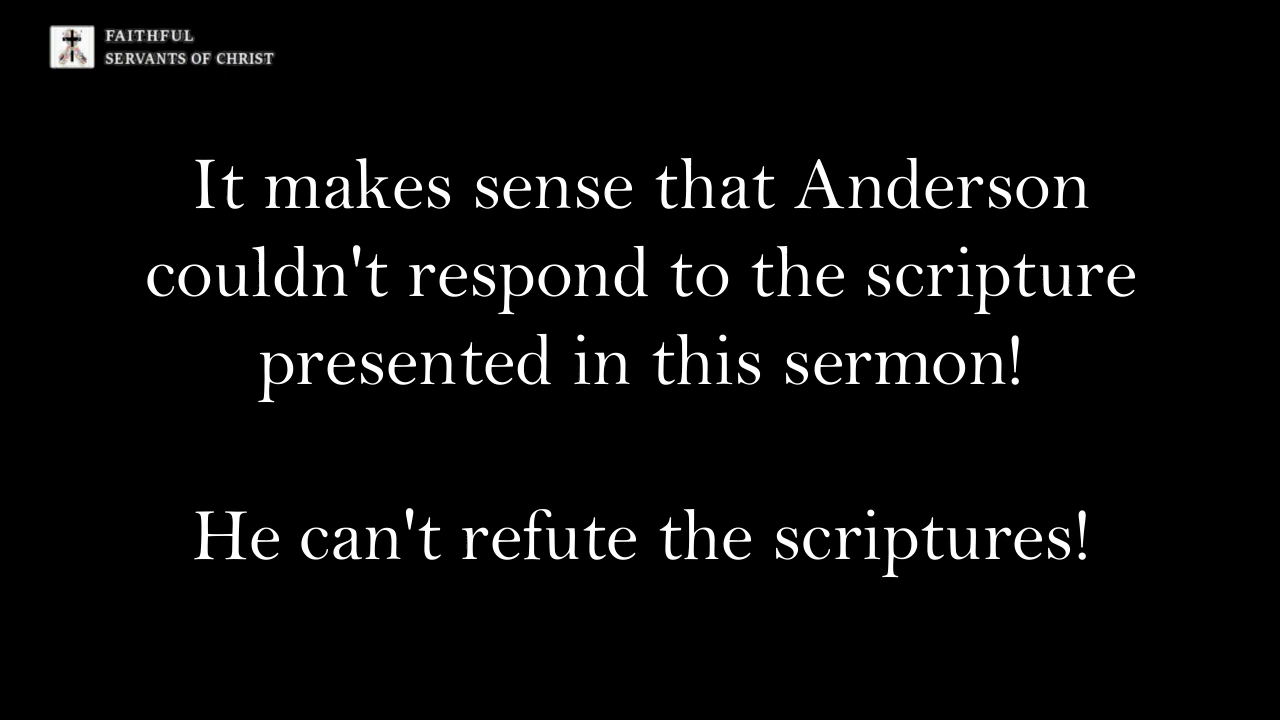 FAITHFUL
SERVANTS OF CHRIST
It makes sense that Anderson
couldn't respond to the scripture
presented in this sermon!
He can't refute the scriptures!